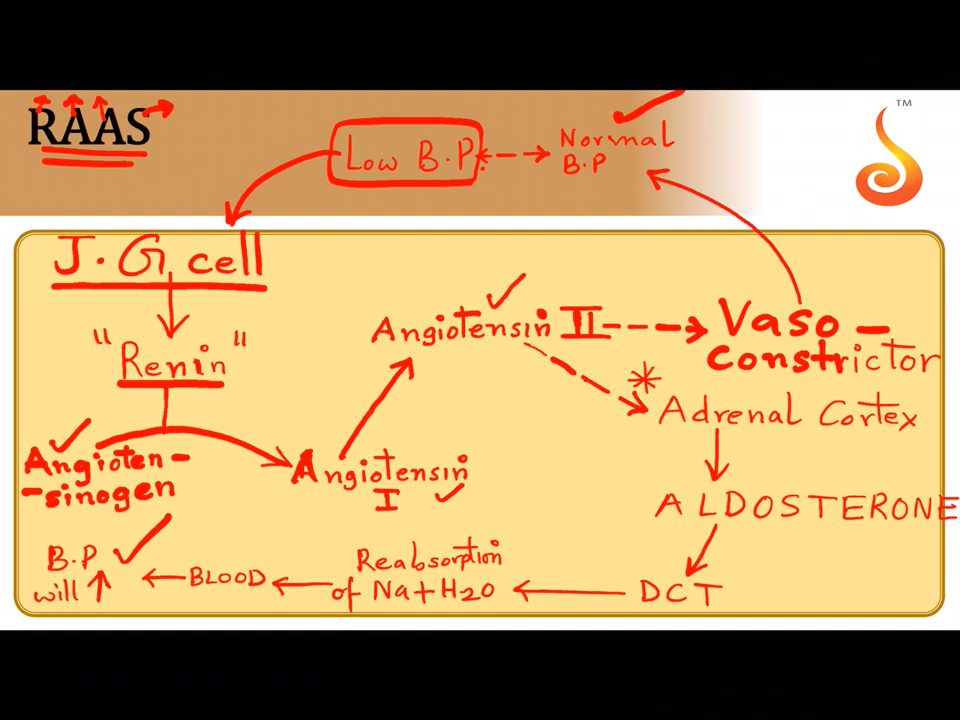 RAAS
TM
Low B.P.
Normal
B.P
J.G cell
"Renin"
Angiotensin II
Vaso-
constrictor
Adrenal Cortex
Angioten-
-sinogen
Angiotensin
I
ALDOSTERONE
B.P
will
BLOOD
Reabsorption
of Na+H2O
DCT